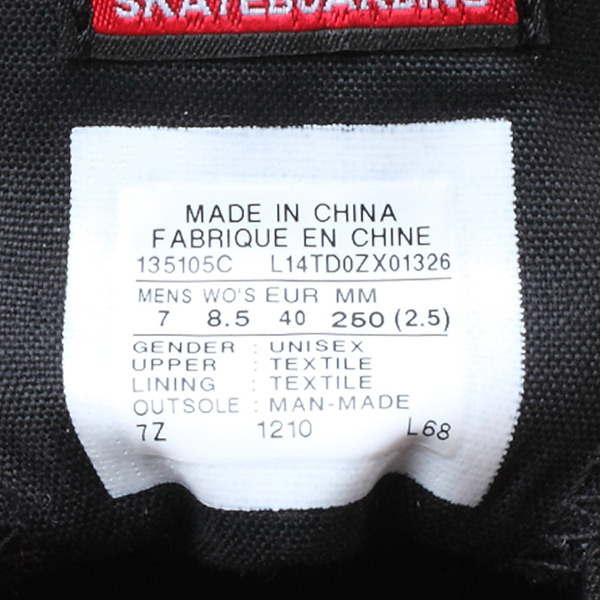 SKATEBOARDING
MADE IN CHINA
FABRIQUE EN CHINE
135105C L14TD0ZX01326
MENS WO'S EUR MM
7 8.5 40 250 (2.5)
GENDER : UNISEX
UPPER : TEXTILE
LINING : TEXTILE
OUTSOLE : MAN-MADE
7Z 1210 L68